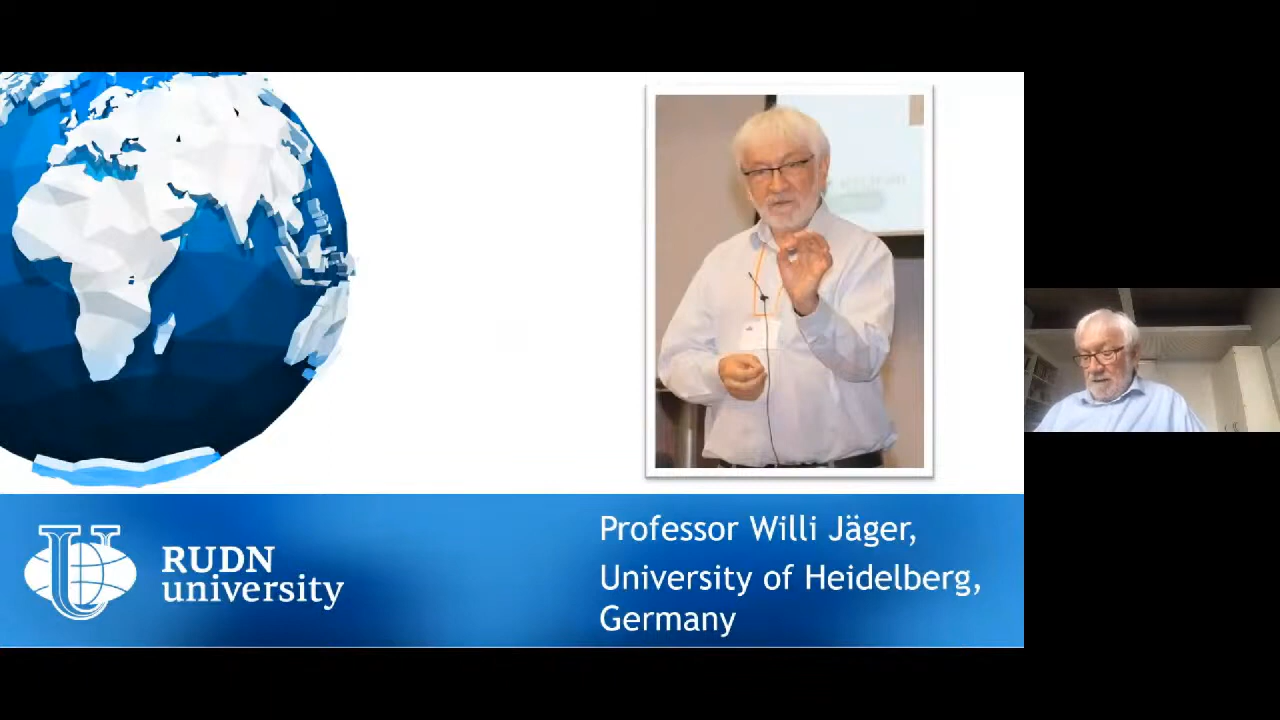 Professor Willi Jäger,
University of Heidelberg,
Germany
RUDN
university